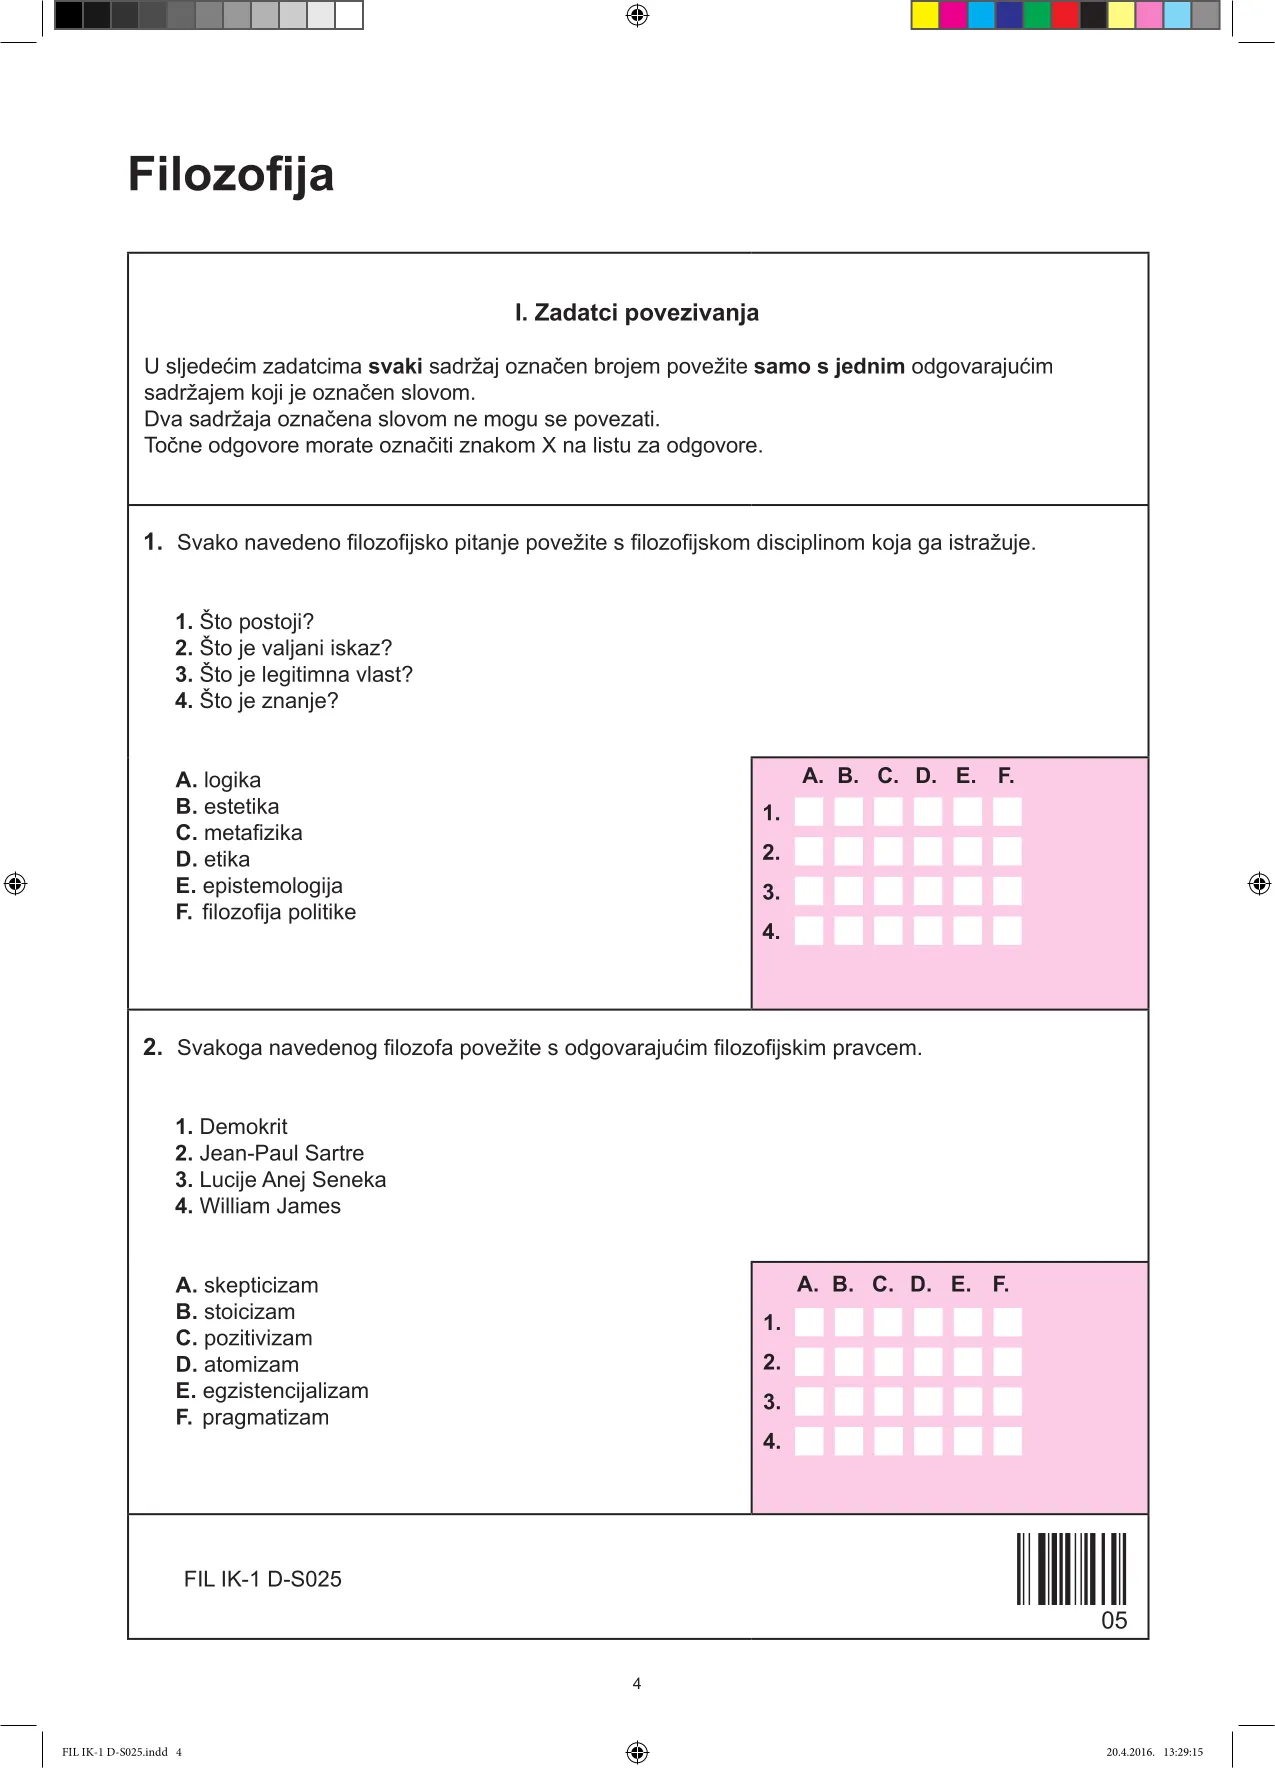 Filozofija
I. Zadatci povezivanja
U sljedećim zadatcima svaki sadržaj označen brojem povežite samo s jednim odgovarajućim
sadržajem koji je označen slovom.
Dva sadržaja označena slovom ne mogu se povezati.
Točne odgovore morate označiti znakom X na listu za odgovore.
1. Svako navedeno filozofijsko pitanje povežite s filozofijskom disciplinom koja ga istražuje.
1. Što postoji?
2. Što je valjani iskaz?
3. Što je legitimna vlast?
4. Što je znanje?
A. logika
B. estetika
C. metafizika
D. etika
E. epistemologija
F. filozofija politike
A. B. C. D. E. F.
1.
2.
3.
4.
2. Svakoga navedenog filozofa povežite s odgovarajućim filozofijskim pravcem.
1. Demokrit
2. Jean-Paul Sartre
3. Lucije Anej Seneka
4. William James
A. skepticizam
B. stoicizam
C. pozitivizam
D. atomizam
E. egzistencijalizam
F. pragmatizam
A. B. C. D. E. F.
1.
2.
3.
4.
FIL IK-1 D-S025
05
4
FIL IK-1 D-S025.indd 4
20.4.2016. 13:29:15